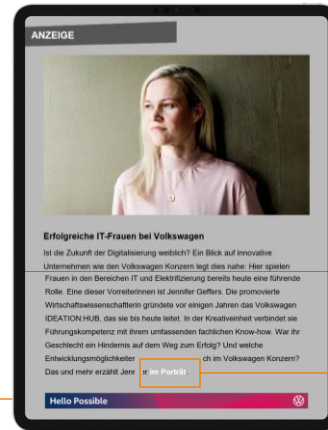 ANZEIGE
Erfolgreiche IT-Frauen bei Volkswagen
Ist die Zukunft der Digitalisierung weiblich? Ein Blick auf innovative
Unternehmen wie den Volkswagen Konzern legt dies nahe: Hier spielen
Frauen in den Bereichen IT und Elektrifizierung bereits heute eine führende
Rolle. Eine dieser Vorreiterinnen ist Jennifer Geffers. Die promovierte
Wirtschaftswissenschaftlerin gründete vor einigen Jahren das Volkswagen
IDEATION:HUB, das sie bis heute leitet. In der Kreativeinheit verbindet sie
Führungskompetenz mit ihrem umfassenden fachlichen Know-how. War ihr
Geschlecht ein Hindernis auf dem Weg zum Erfolg? Und welche
Entwicklungsmöglichkeiter ch im Volkswagen Konzern?
Das und mehr erzählt Jenr er im Porträt
Hello Possible